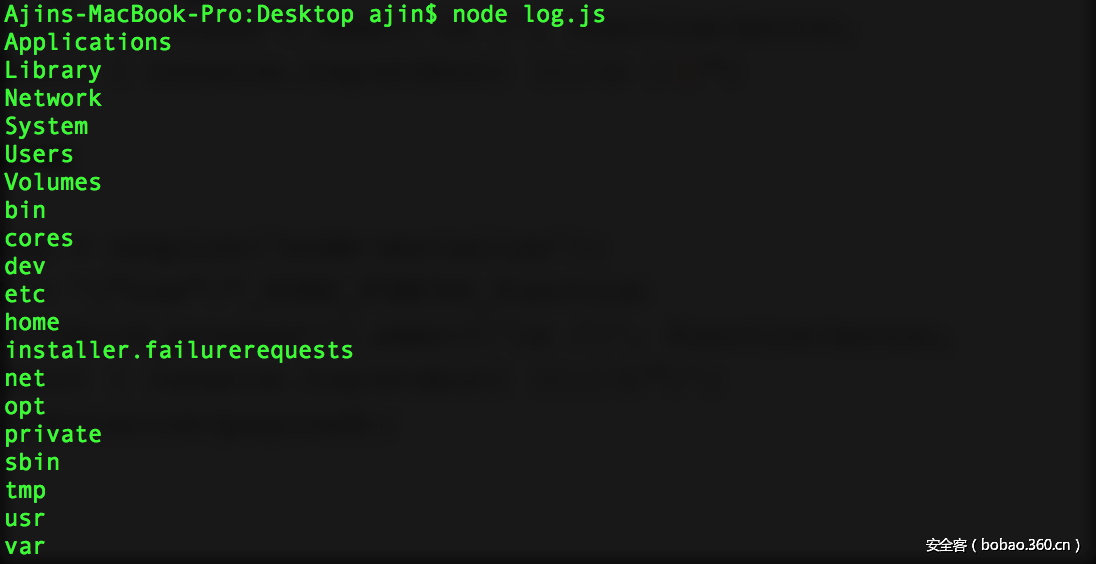 Ajins-MacBook-Pro:Desktop ajin$ node log.js
Applications
Library
Network
System
Users
Volumes
bin
cores
dev
etc
home
installer.failurerequests
net
opt
private
sbin
tmp
usr
var
安全客（bobao.360.cn）